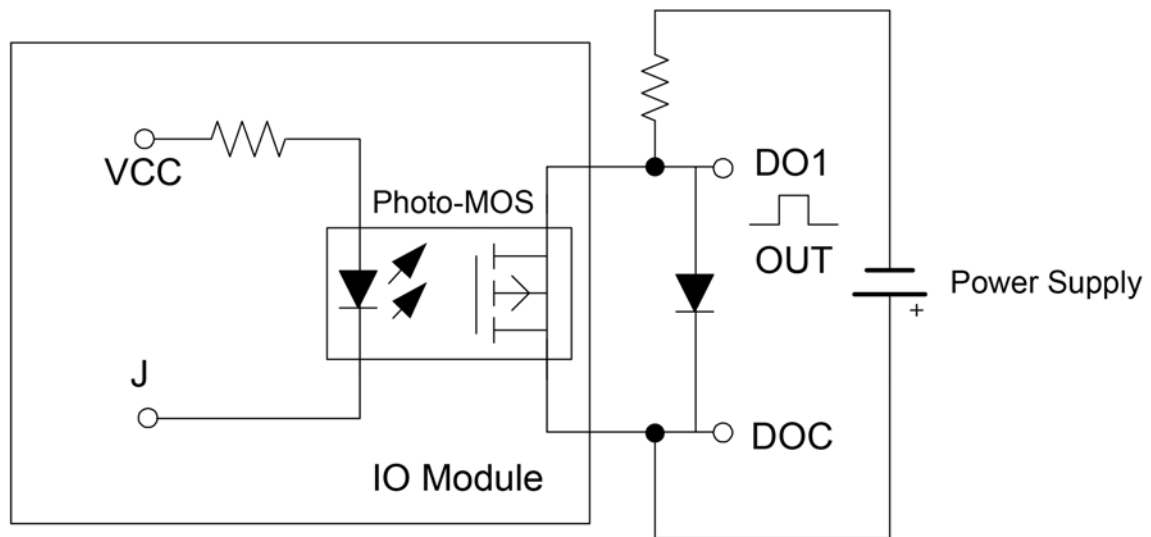 VCC
Photo-MOS
DO1
OUT
Power Supply
+
J
DOC
IO Module